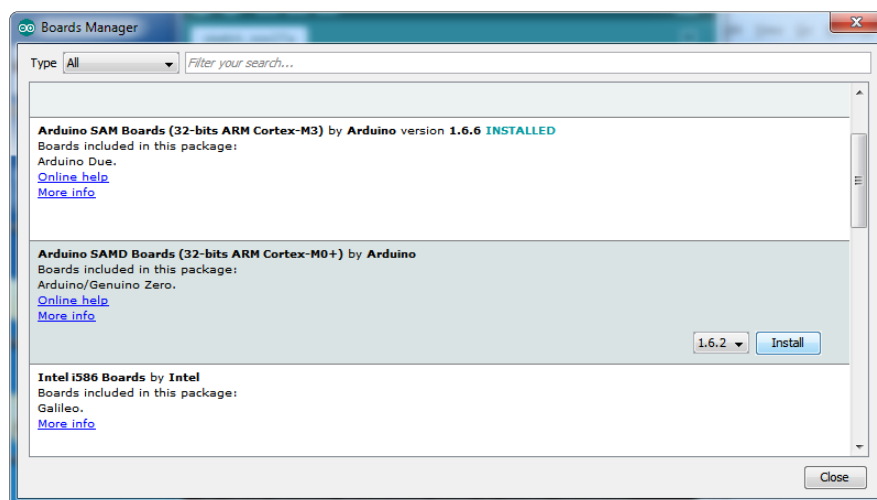 Boards Manager
Type All Filter your search...
Arduino SAM Boards (32-bits ARM Cortex-M3) by Arduino version 1.6.6 INSTALLED
Boards included in this package:
Arduino Due.
Online help
More info
Arduino SAMD Boards (32-bits ARM Cortex-M0+) by Arduino
Boards included in this package:
Arduino/Genuino Zero.
Online help
More info
1.6.2 Install
Intel i586 Boards by Intel
Boards included in this package:
Galileo.
More info
Close